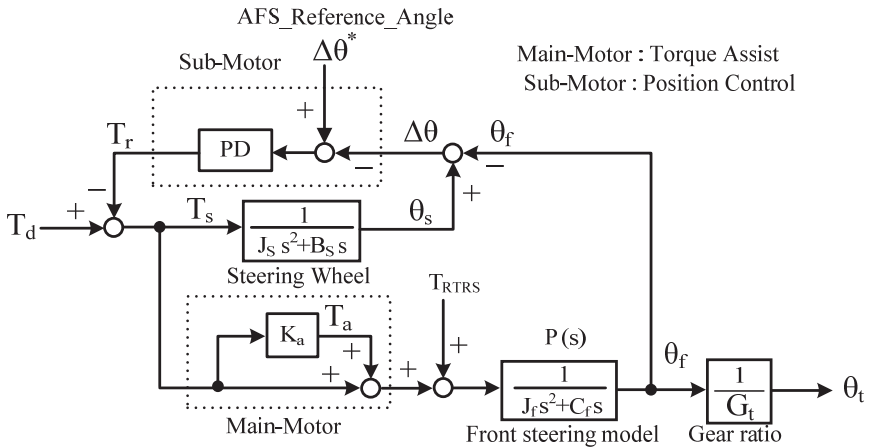 AFS_Reference_Angle
Δθ*
Main-Motor : Torque Assist
Sub-Motor
Sub-Motor : Position Control
+
T_r
PD
−
Δθ
θ_f
−
−
+
T_d
+
T_s
1
J_S s²+B_S s
θ_s
Steering Wheel
T_RTRS
K_a
T_a
+
+
P(s)
+
+
1
J_f s²+C_f s
θ_f
1
G_t
θ_t
Main-Motor
Front steering model
Gear ratio